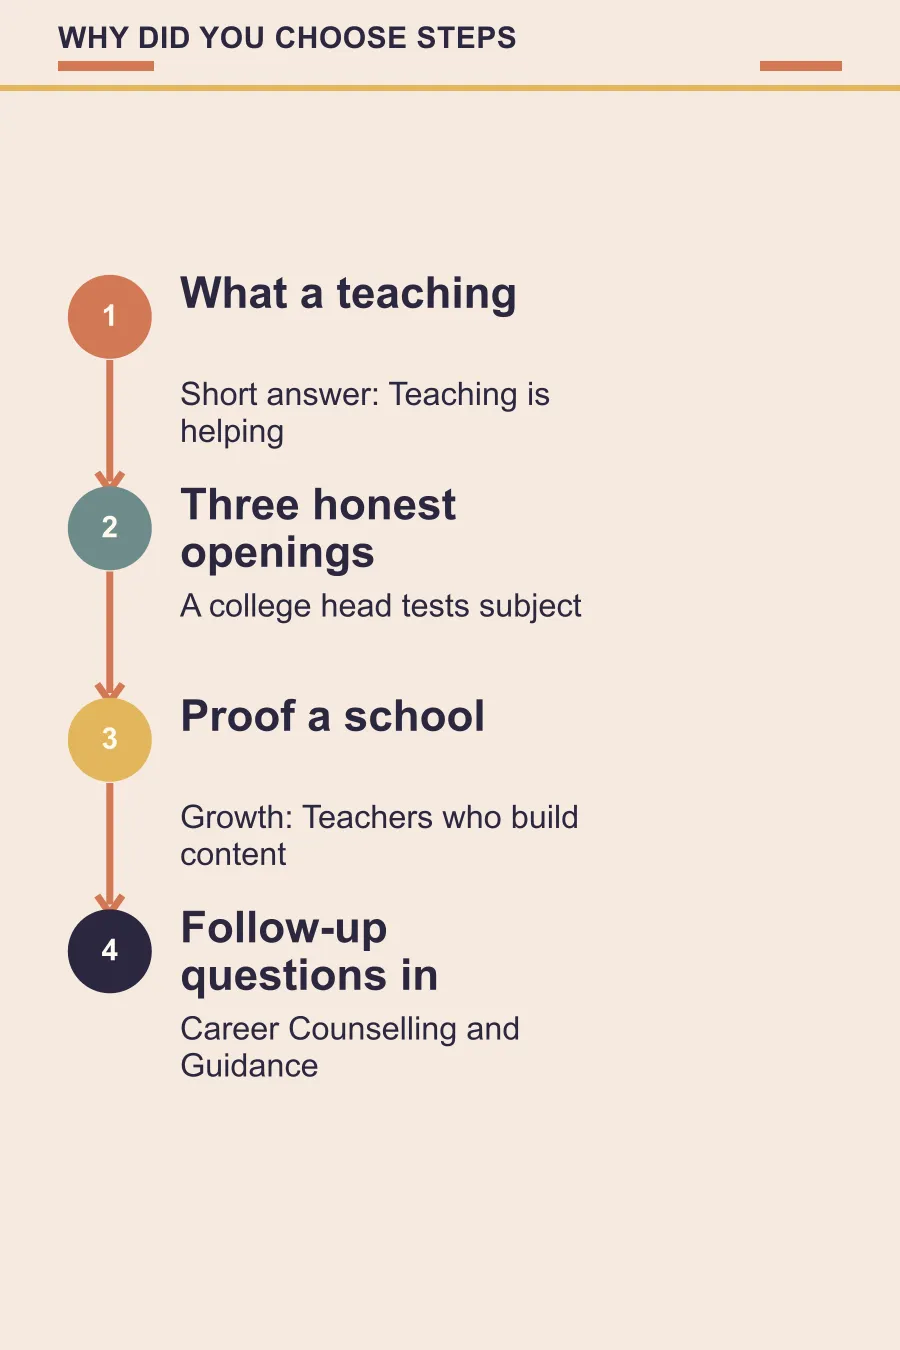 WHY DID YOU CHOOSE STEPS
1
What a teaching
Short answer: Teaching is
helping
2
Three honest
openings
A college head tests subject
3
Proof a school
Growth: Teachers who build
content
4
Follow-up
questions in
Career Counselling and
Guidance